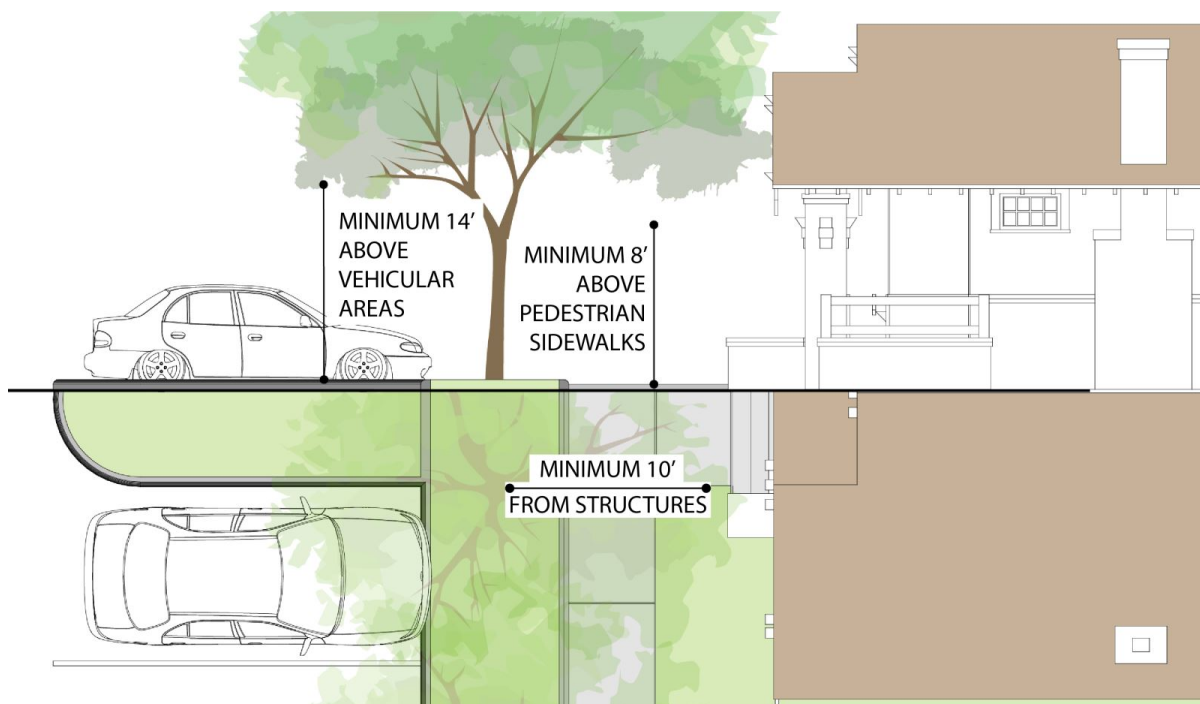 MINIMUM 14’
ABOVE
VEHICULAR
AREAS
MINIMUM 8’
ABOVE
PEDESTRIAN
SIDEWALKS
MINIMUM 10’
FROM STRUCTURES